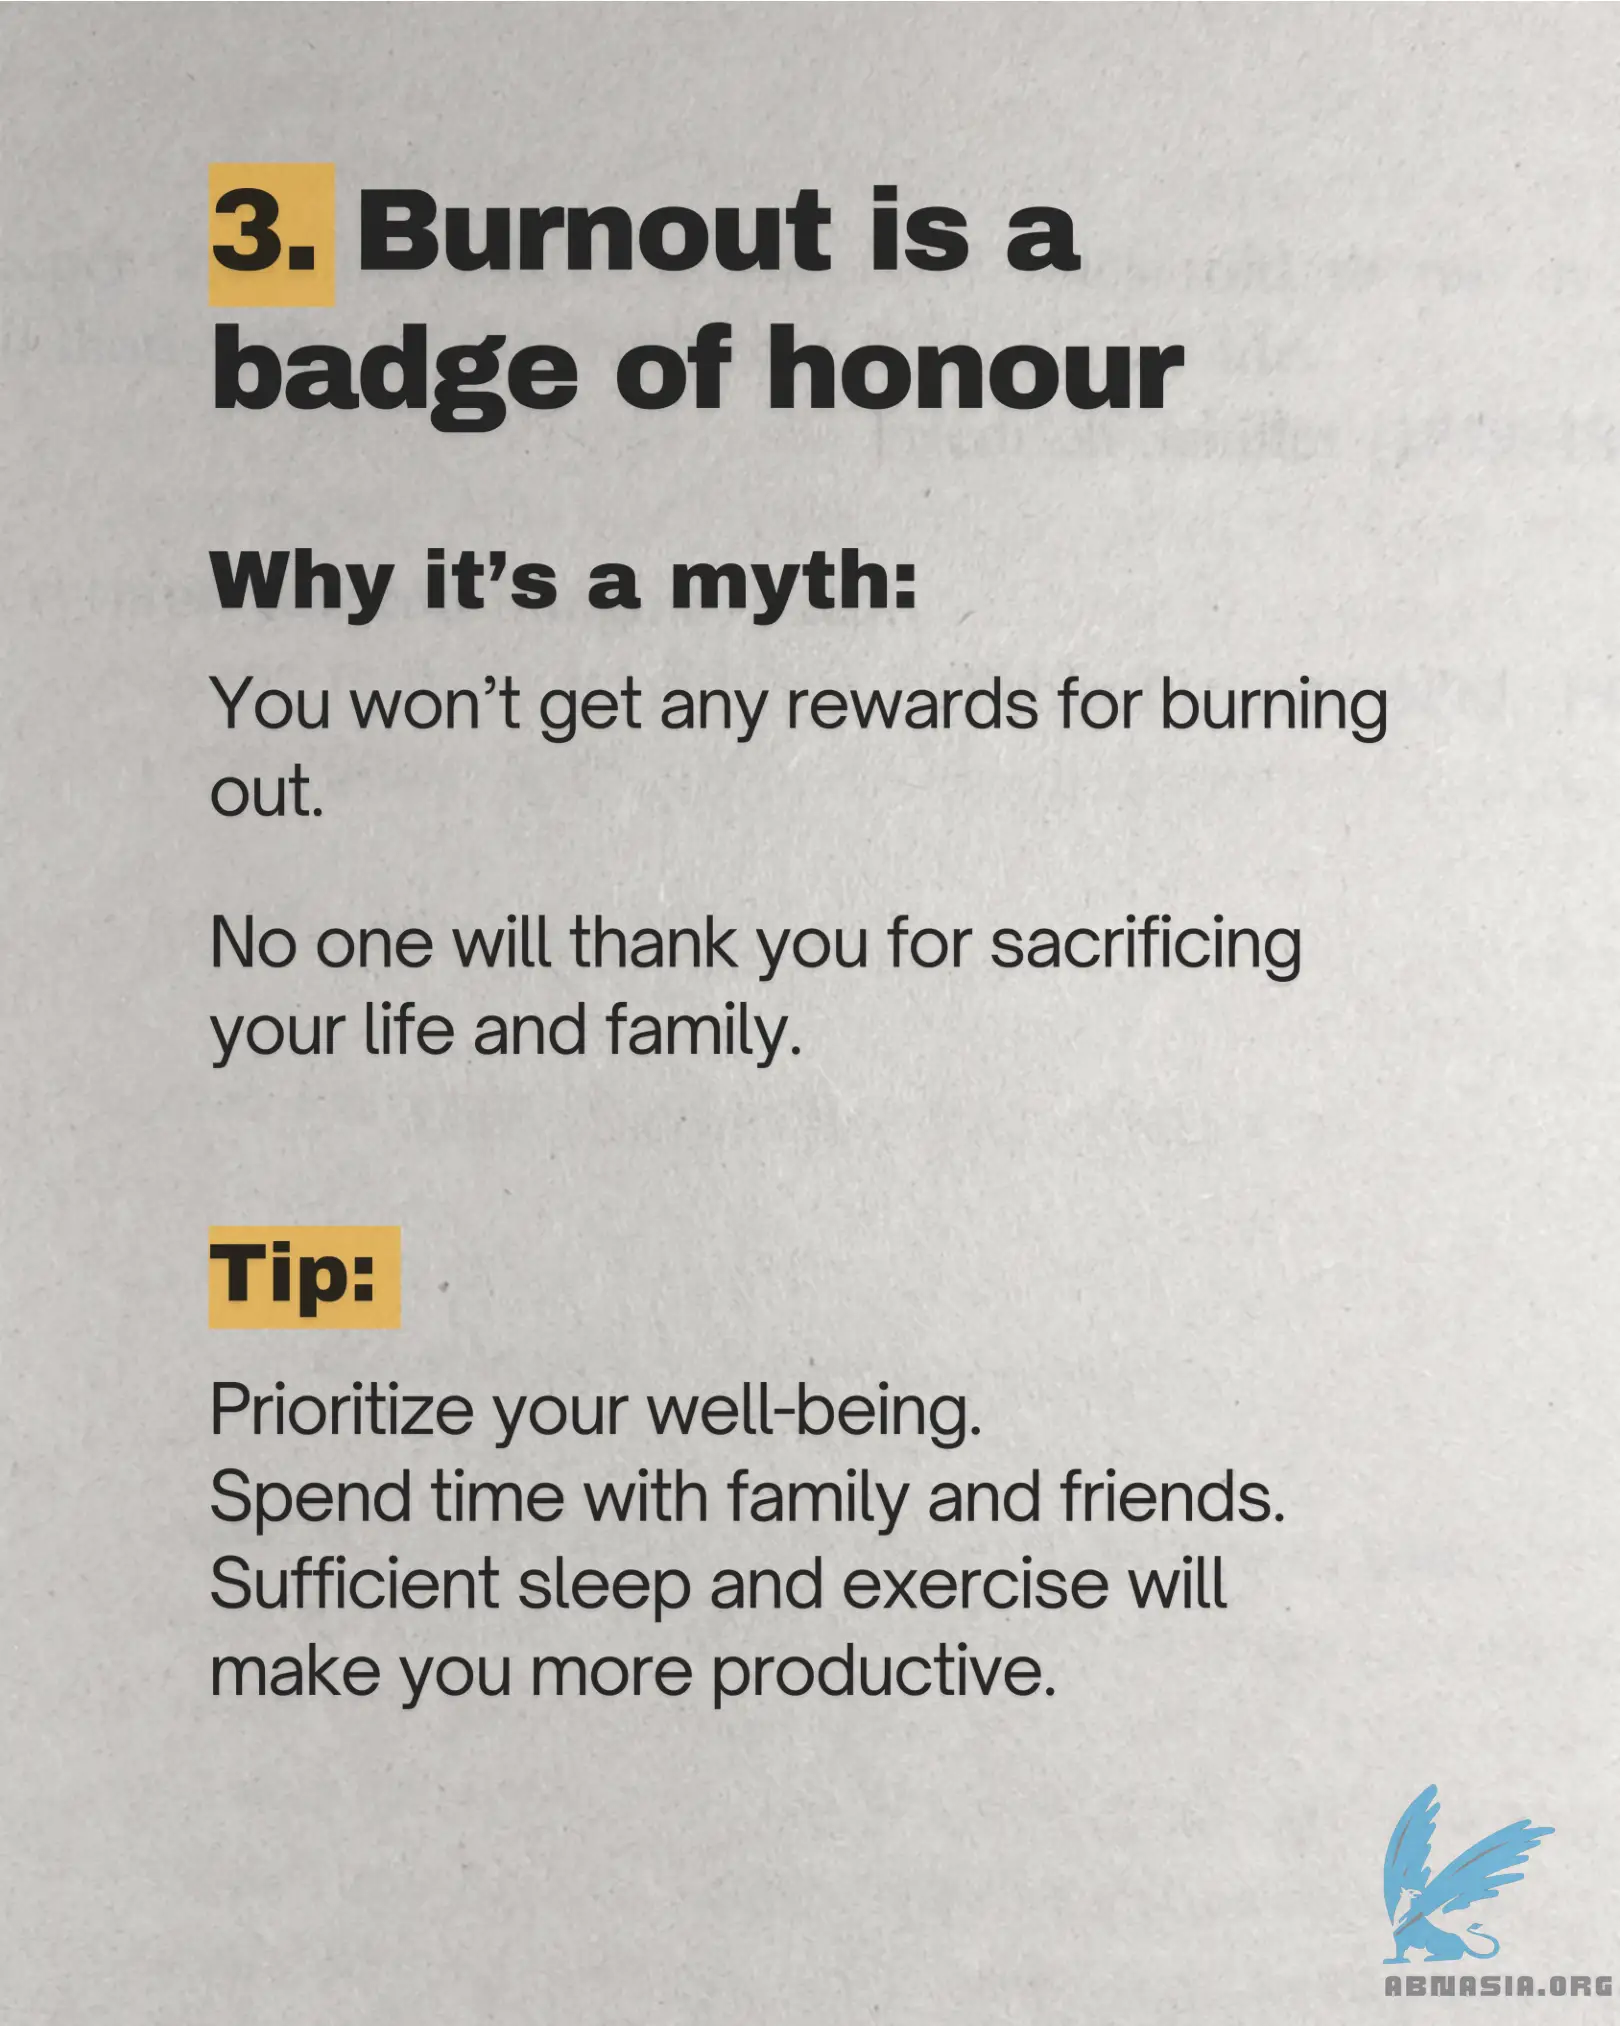 3. Burnout is a
badge of honour
Why it’s a myth:
You won’t get any rewards for burning
out.
No one will thank you for sacrificing
your life and family.
Tip:
Prioritize your well-being.
Spend time with family and friends.
Sufficient sleep and exercise will
make you more productive.
ABNASIA.ORG